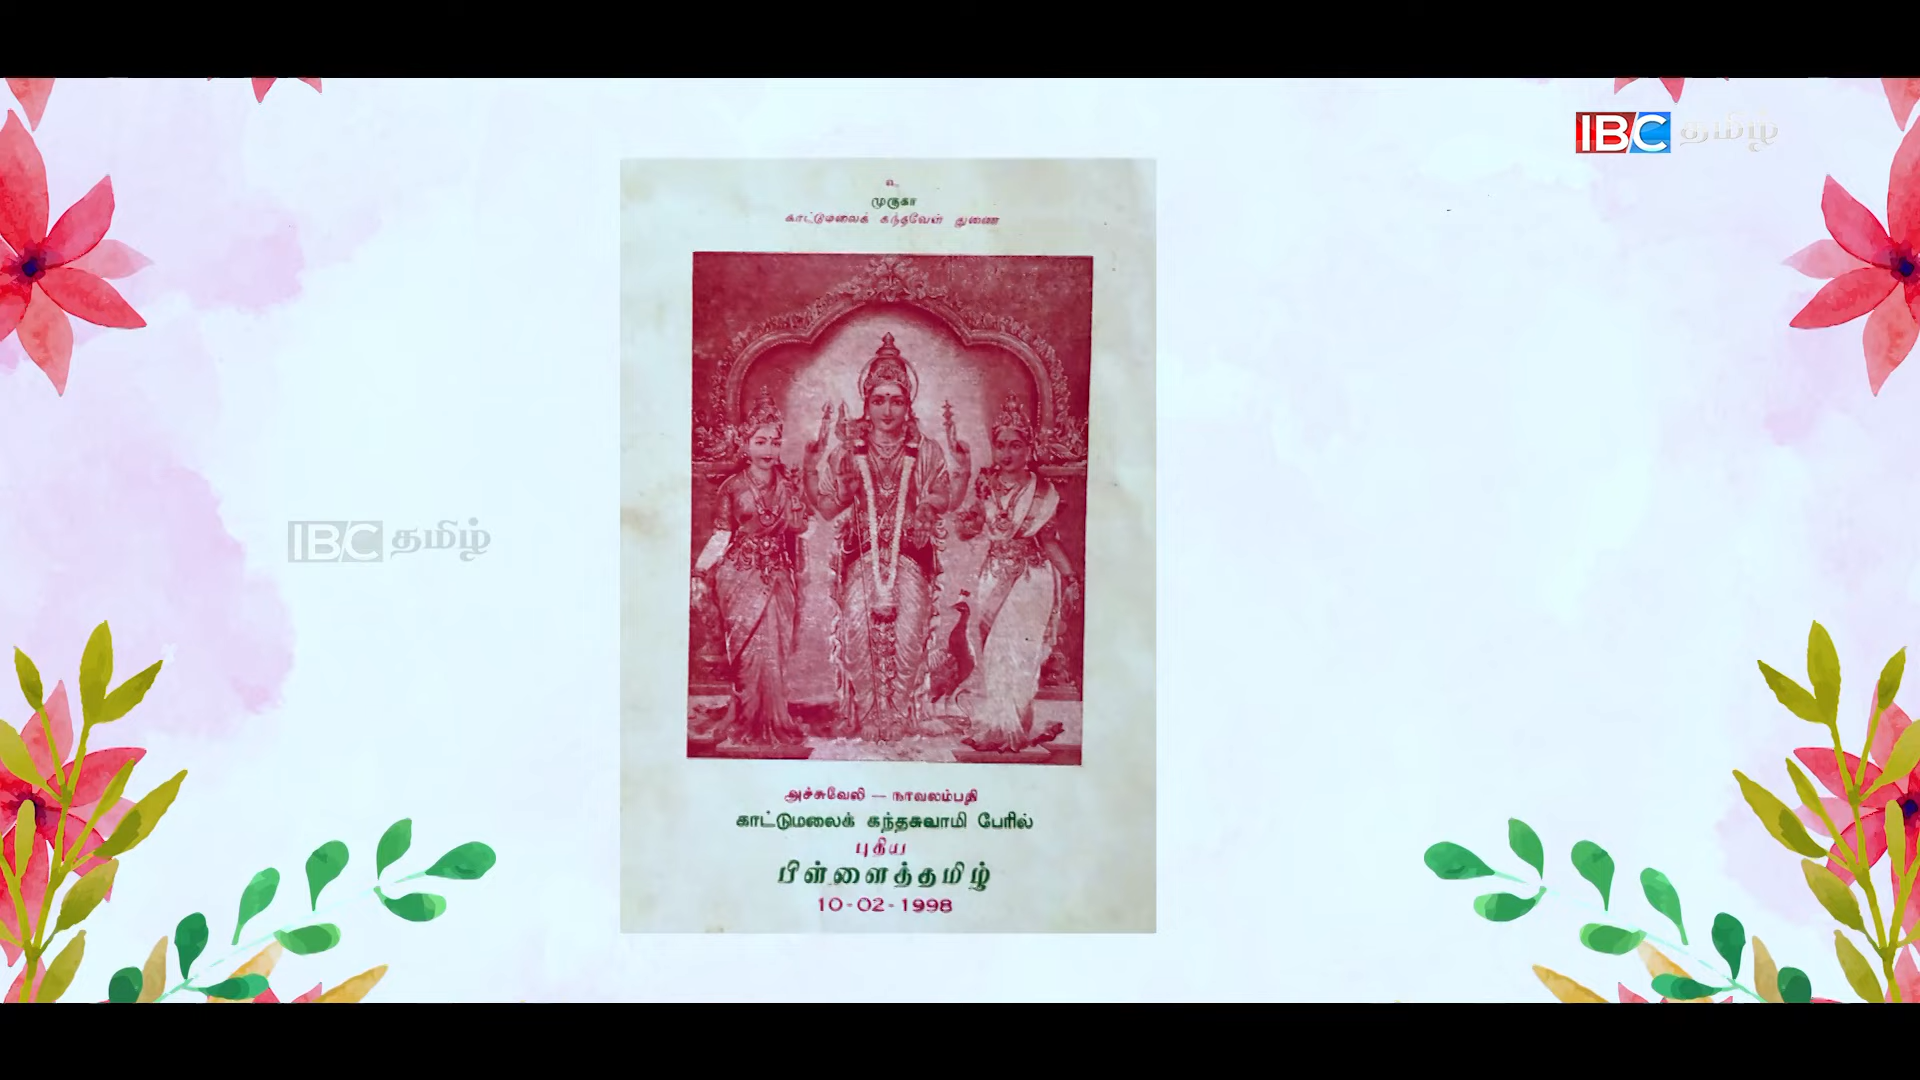 IBC தமிழ்
உ
முருகா
காட்டுமலைக் கந்தவேள் துணை
IBC தமிழ்
அச்சுவேலி — நாவலம்பதி
காட்டுமலைக் கந்தசுவாமி பேரில்
புதிய
பிள்ளைத்தமிழ்
10-02-1998